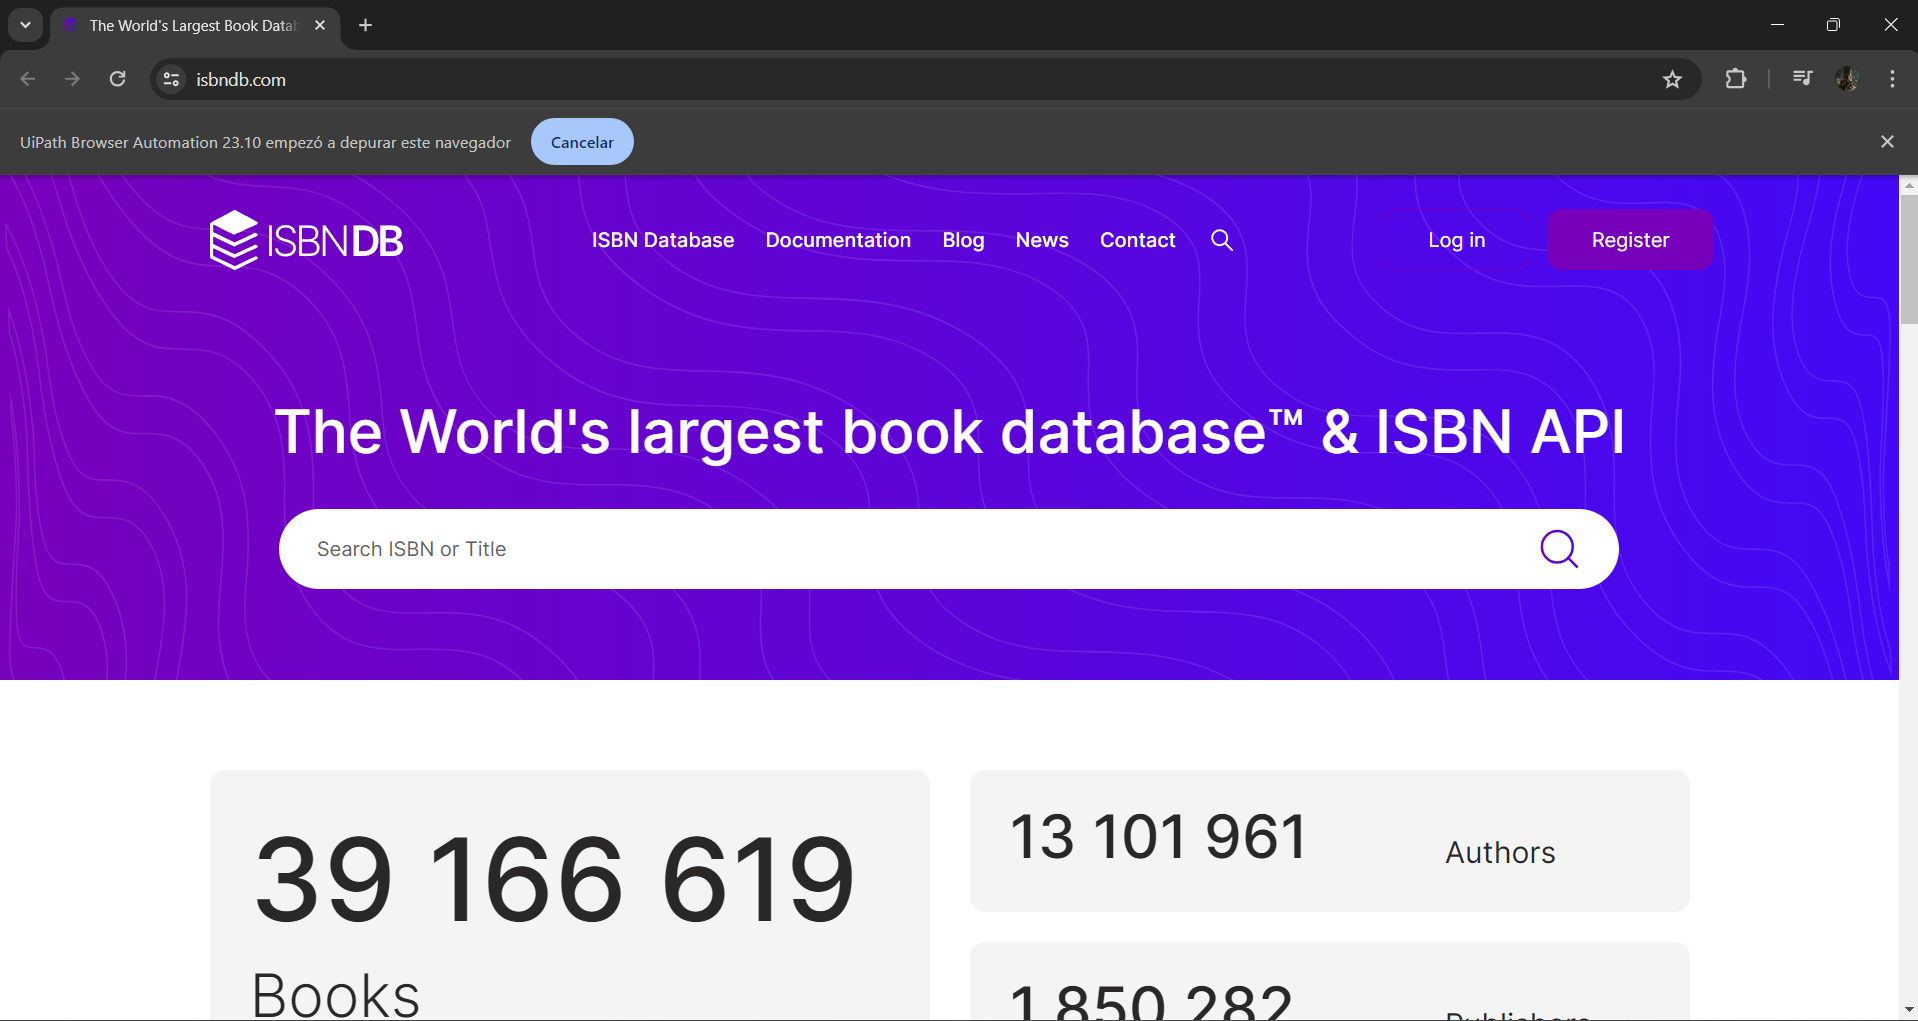 The World's Largest Book Datab
isbndb.com
UiPath Browser Automation 23.10 empezó a depurar este navegador
Cancelar
ISBNDB
ISBN Database
Documentation
Blog
News
Contact
Log in
Register
The World's largest book database™ & ISBN API
Search ISBN or Title
39 166 619
Books
13 101 961
Authors
1 850 282
Publishers